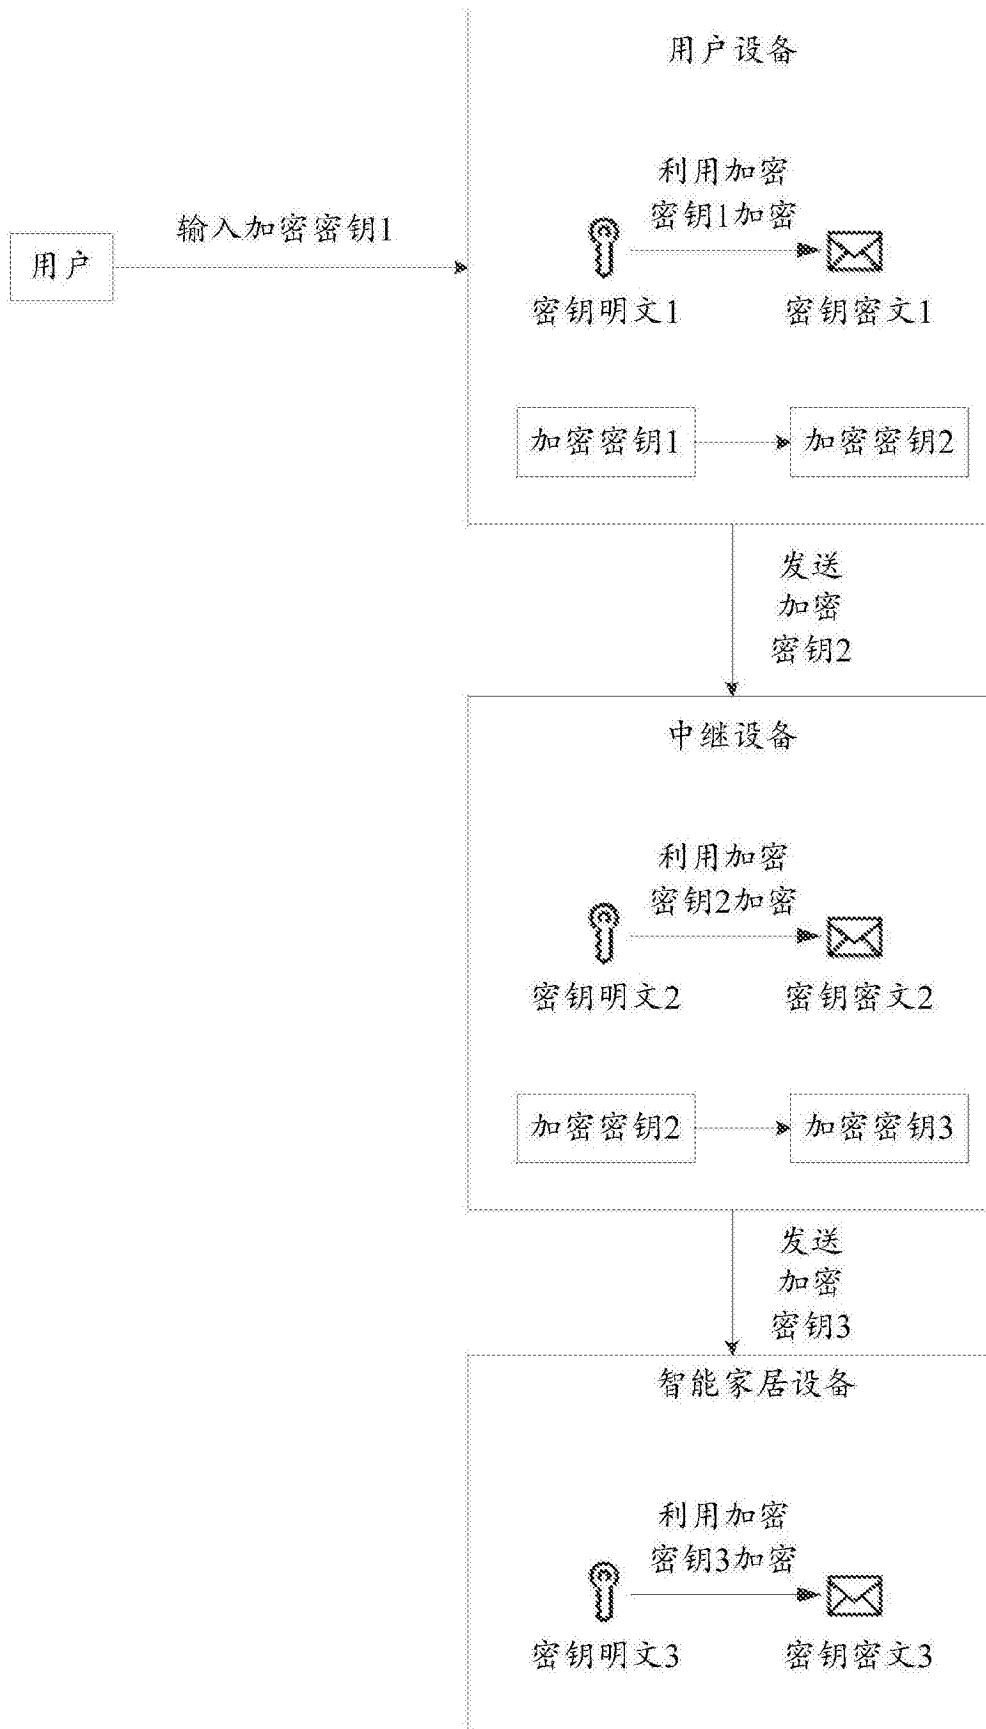 用户设备
利用加密
密钥1加密
输入加密密钥1
用户
密钥明文1
密钥密文1
加密密钥1
加密密钥2
发送
加密
密钥2
中继设备
利用加密
密钥2加密
密钥明文2
密钥密文2
加密密钥2
加密密钥3
发送
加密
密钥3
智能家居设备
利用加密
密钥3加密
密钥明文3
密钥密文3